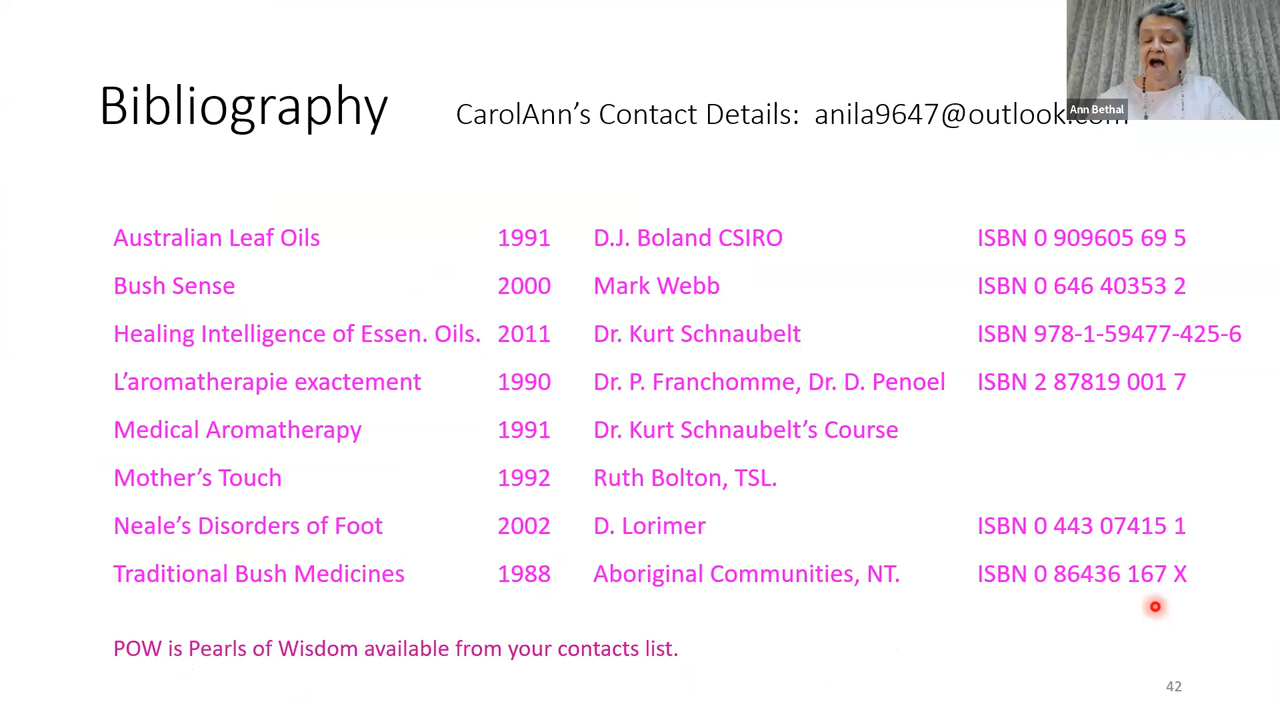 Bibliography CarolAnn's Contact Details: anila9647@outlook.com
Ann Bethal
Australian Leaf Oils 1991 D.J. Boland CSIRO ISBN 0 909605 69 5
Bush Sense 2000 Mark Webb ISBN 0 646 40353 2
Healing Intelligence of Essen. Oils. 2011 Dr. Kurt Schnaubelt ISBN 978-1-59477-425-6
L'aromatherapie exactement 1990 Dr. P. Franchomme, Dr. D. Penoel ISBN 2 87819 001 7
Medical Aromatherapy 1991 Dr. Kurt Schnaubelt's Course
Mother's Touch 1992 Ruth Bolton, TSL.
Neale's Disorders of Foot 2002 D. Lorimer ISBN 0 443 07415 1
Traditional Bush Medicines 1988 Aboriginal Communities, NT. ISBN 0 86436 167 X
POW is Pearls of Wisdom available from your contacts list.
42